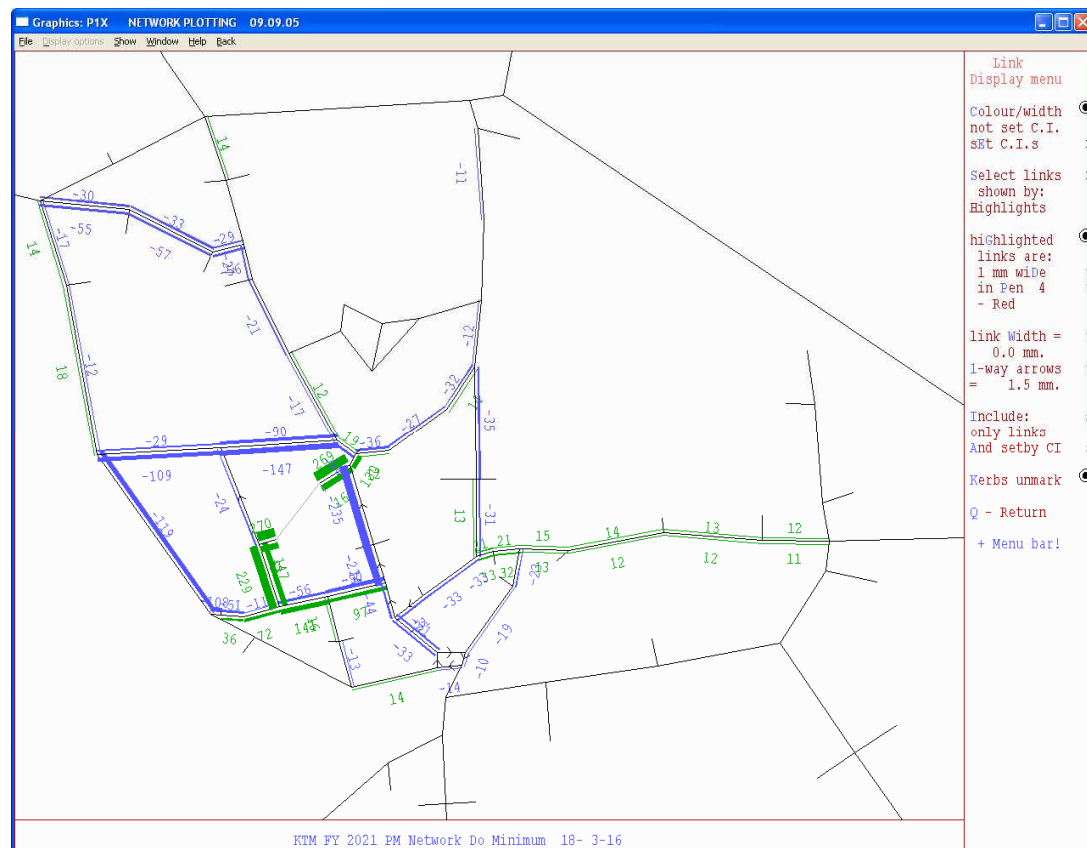 Graphics: P1X NETWORK PLOTTING 09.09.05
File Display options Show Window Help Back
Link
Display menu
Colour/width
not set C.I.
sEt C.I.s
Select links
shown by:
Highlights
hiGhlighted
links are:
1 mm wiDe
in Pen 4
- Red
link Width =
0.0 mm.
1-way arrows
= 1.5 mm.
Include:
only links
And setby CI
Kerbs unmark
Q - Return
+ Menu bar!
14
-11
-30
-55
-33
-57
-29
-17
14
-21
-12
18
-12
-32
12
-17
-27
-35
-29
-90
19
-36
-109
-147
269
-16
-235
-24
-119
13
-31
270
147
229
21
15
14
13
12
33
32
13
12
12
11
-23
-33
-33
-56
-44
-51
-11
36
72
144
97
-33
-19
-13
-10
14
-14
KTM FY 2021 PM Network Do Minimum 18- 3-16